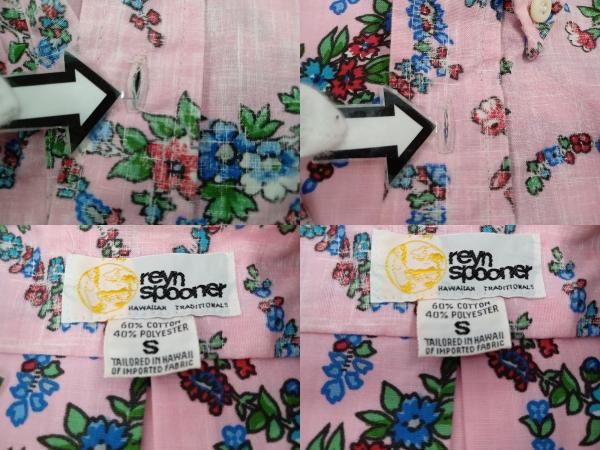 reyn
spooner
HAWAIIAN TRADITIONALS
60% COTTON
40% POLYESTER
S
TAILORED IN HAWAII
OF IMPORTED FABRIC
reyn
spooner
HAWAIIAN TRADITIONALS
60% COTTON
40% POLYESTER
S
TAILORED IN HAWAII
OF IMPORTED FABRIC